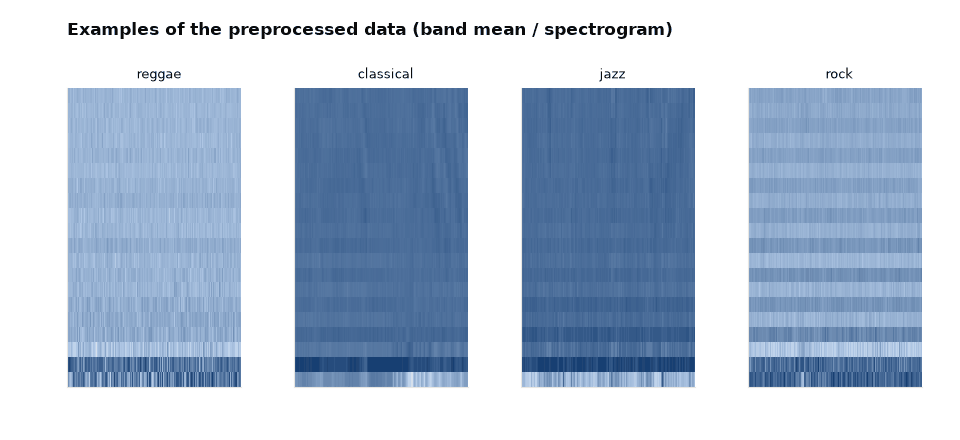 Examples of the preprocessed data (band mean / spectrogram)
reggae classical jazz rock